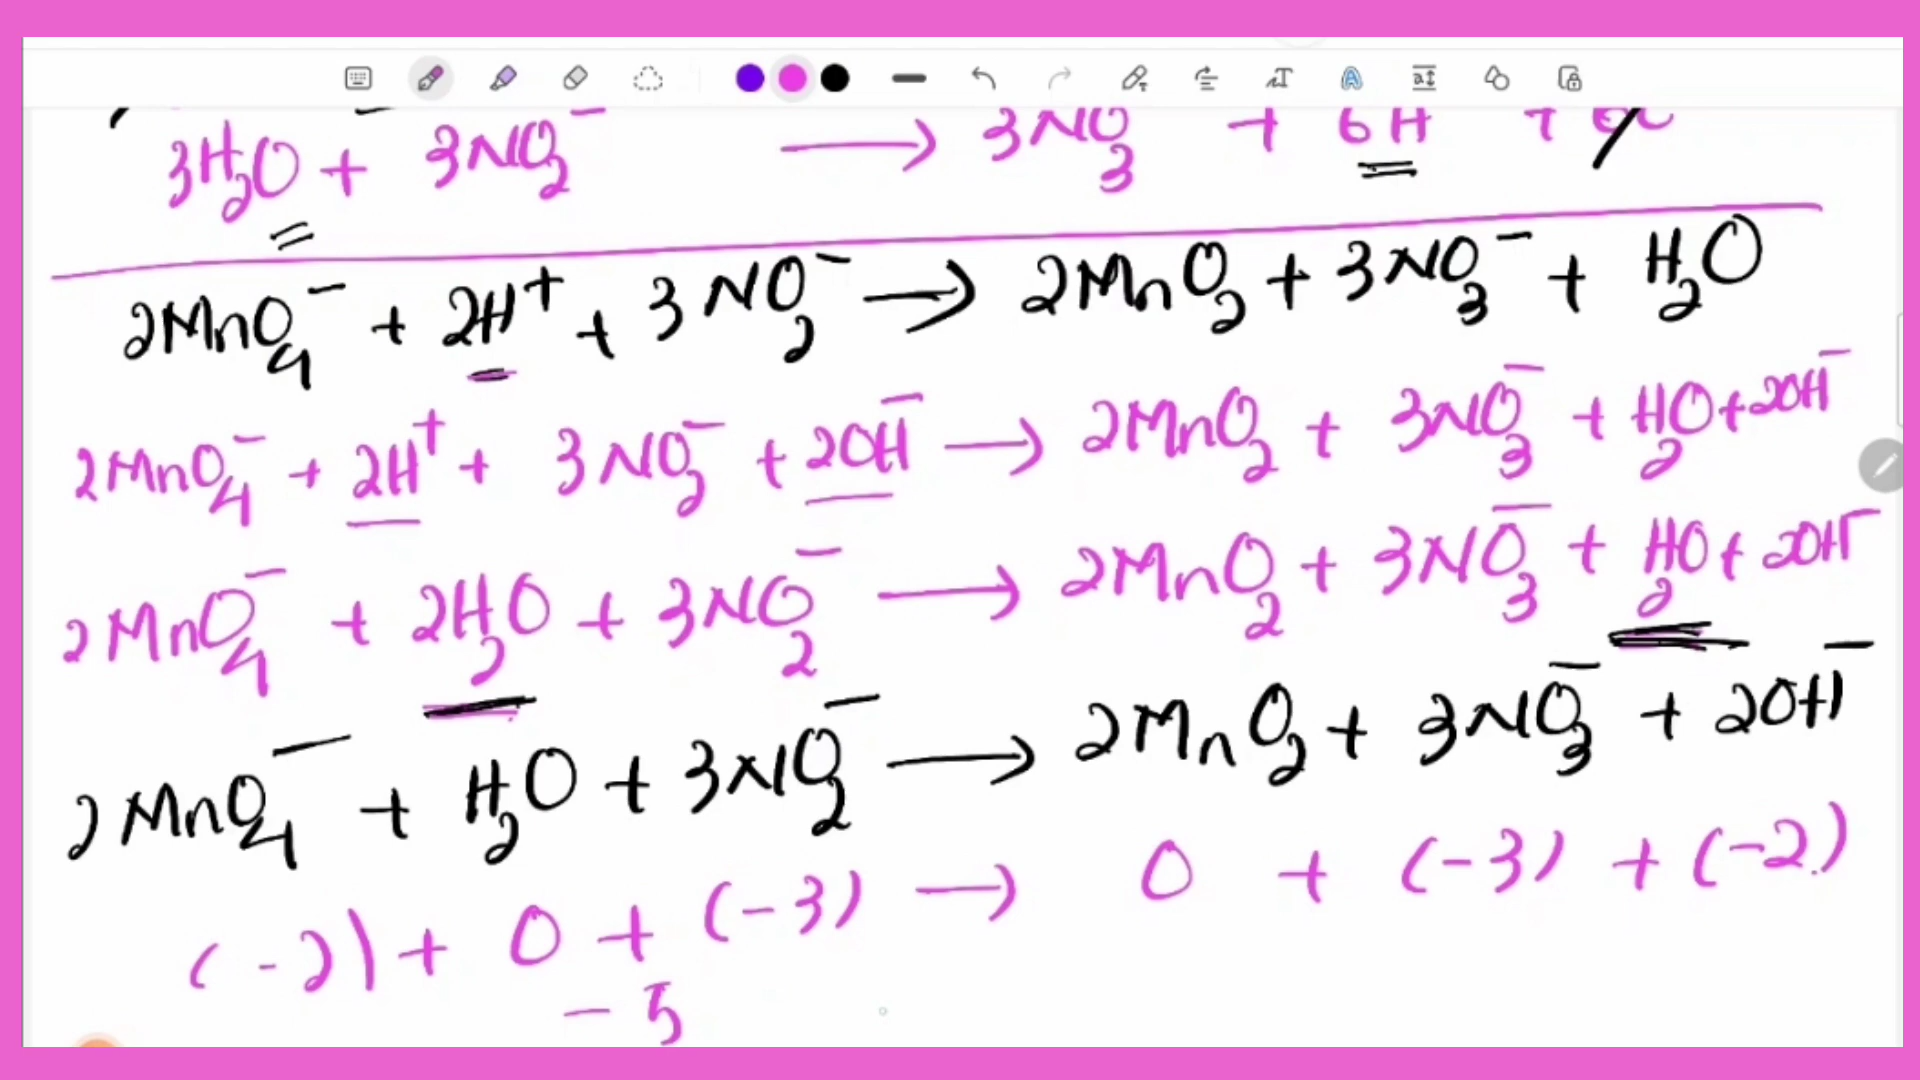 3H₂O + 3NO₂⁻ → 3NO₃ + 6H +
2MnO₄⁻ + 2H⁺ + 3NO₂⁻ → 2MnO₂ + 3NO₃⁻ + H₂O
2MnO₄⁻ + 2H⁺ + 3NO₂⁻ + 2OH⁻ → 2MnO₂ + 3NO₃⁻ + H₂O + 2OH⁻
2MnO₄⁻ + 2H₂O + 3NO₂⁻ → 2MnO₂ + 3NO₃⁻ + H₂O + 2OH⁻
2MnO₄⁻ + H₂O + 3NO₂⁻ → 2MnO₂ + 3NO₃⁻ + 2OH⁻
(-2) + 0 + (-3) → 0 + (-3) + (-2)
-5